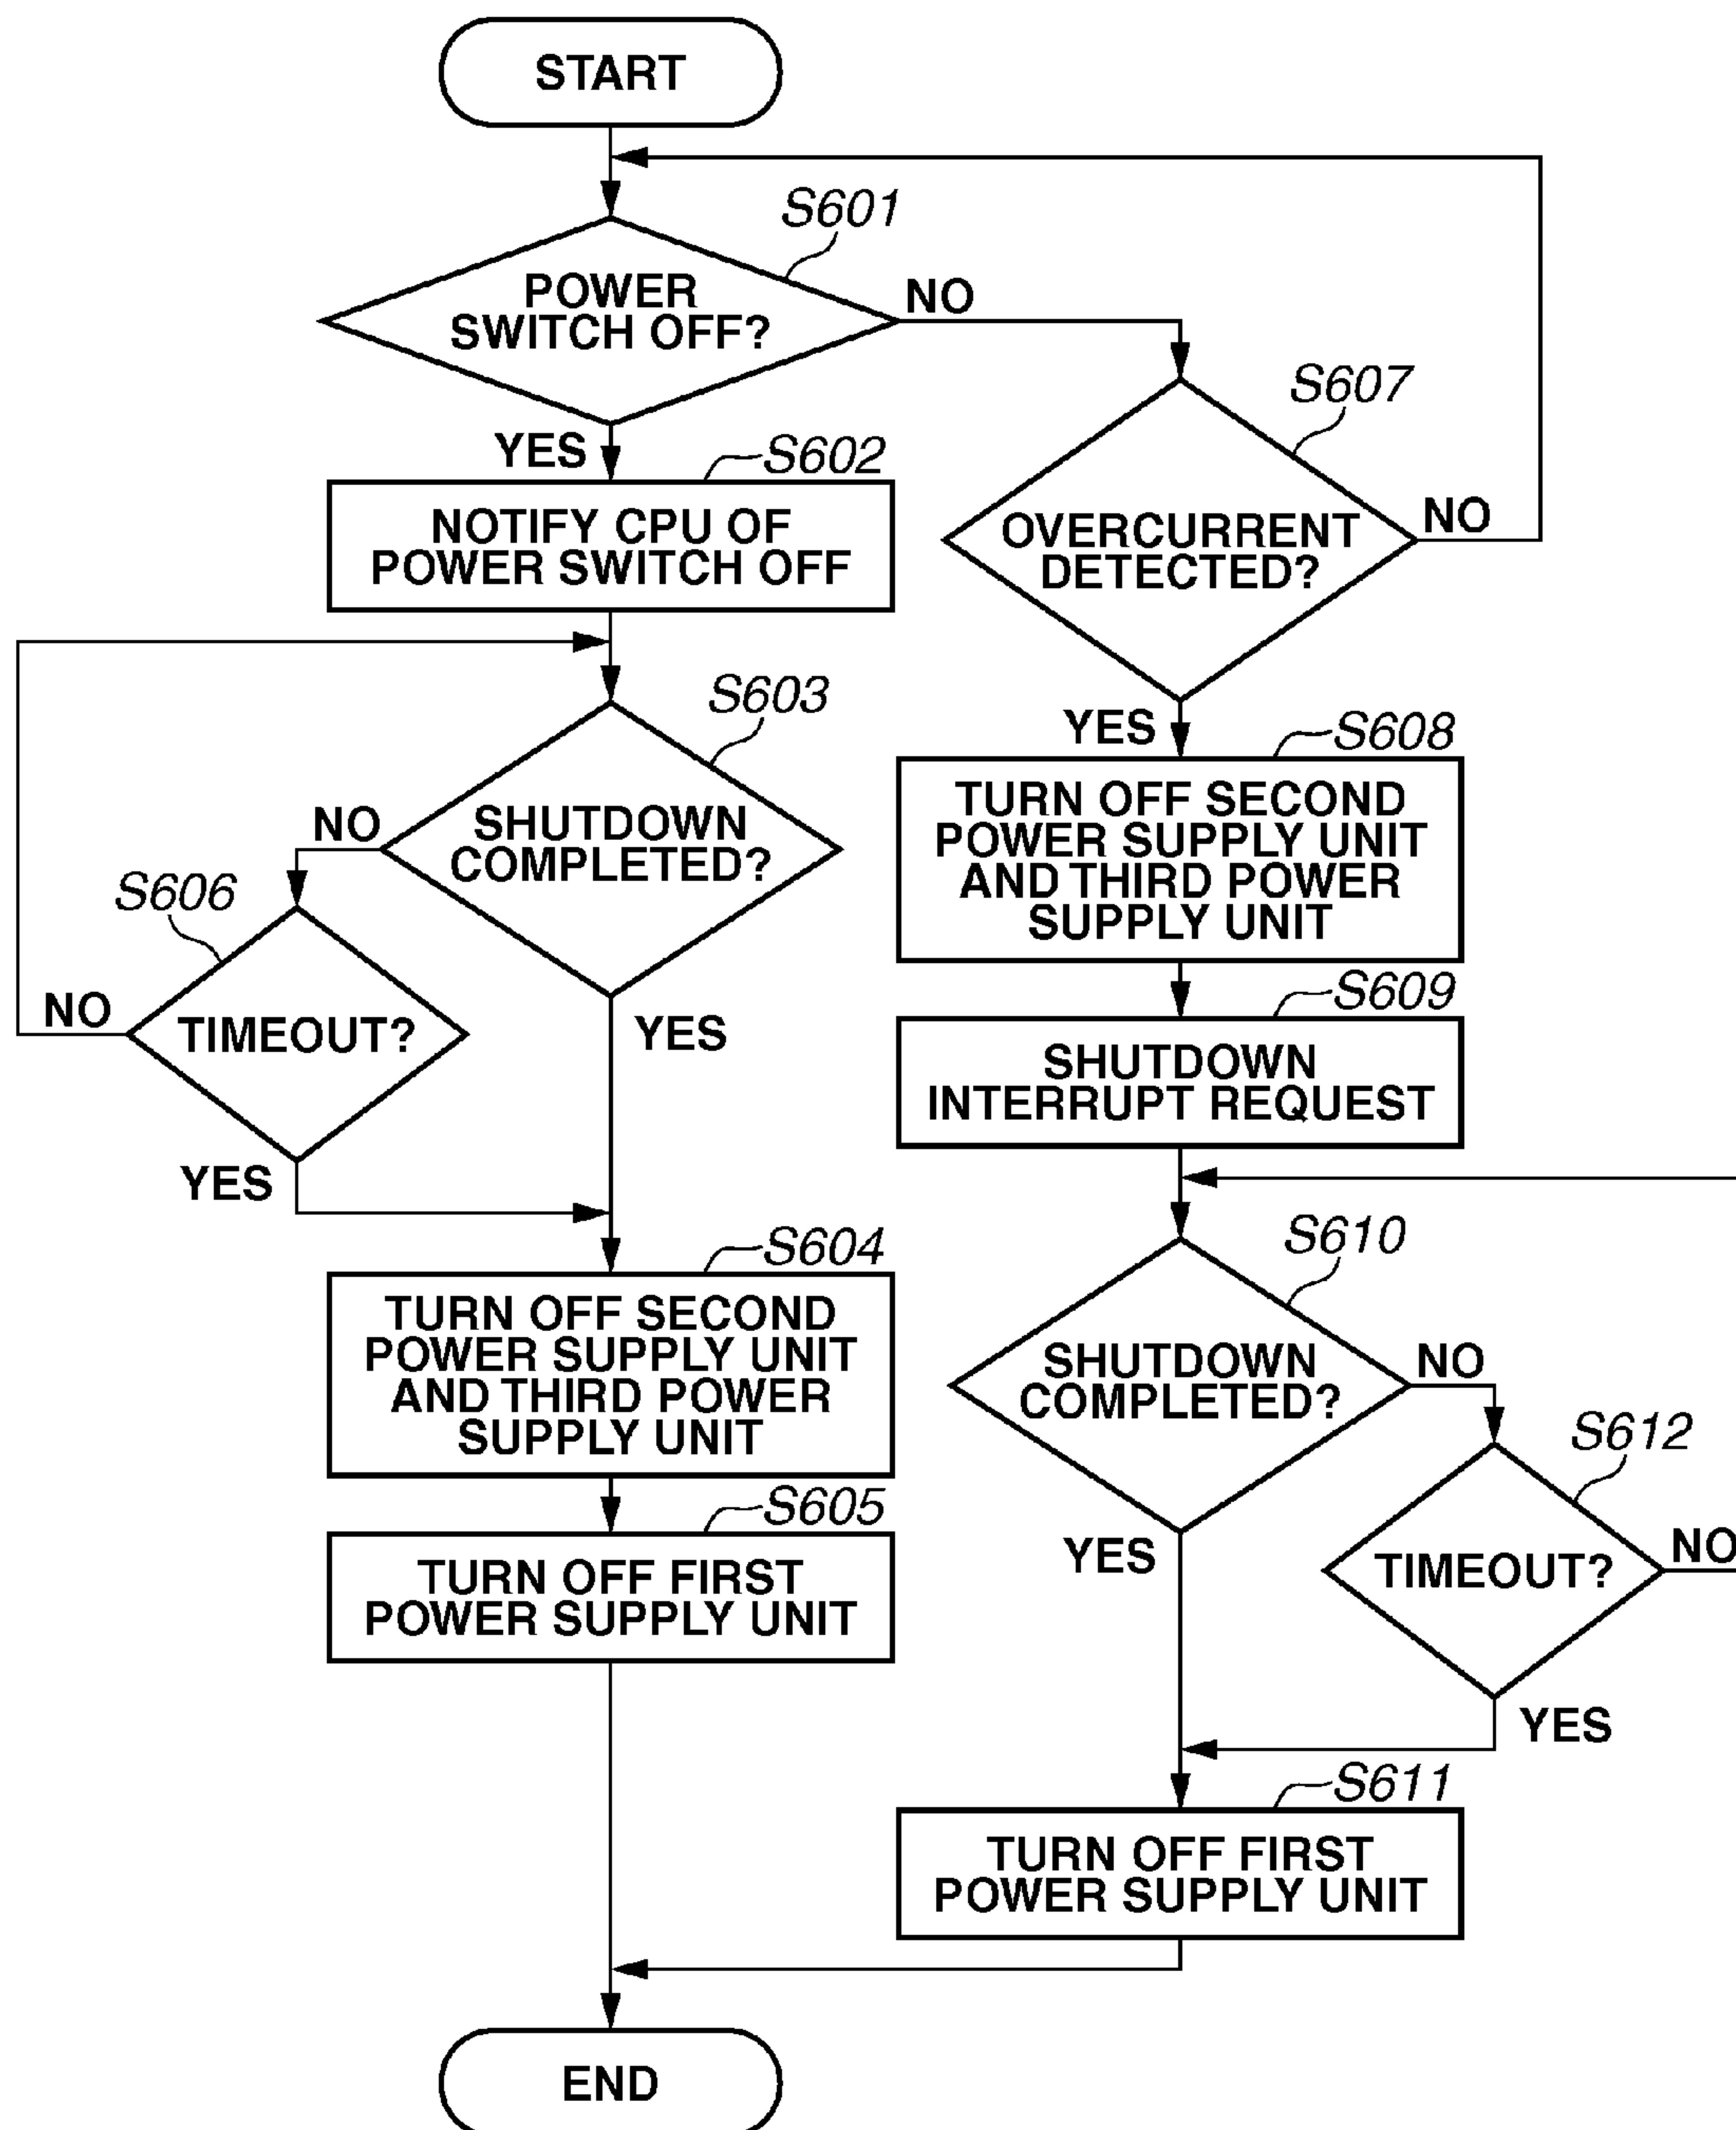 START
S601
POWER
SWITCH OFF?
NO
YES
S602
NOTIFY CPU OF
POWER SWITCH OFF
S603
SHUTDOWN
COMPLETED?
NO
S606
TIMEOUT?
NO
YES
YES
S604
TURN OFF SECOND
POWER SUPPLY UNIT
AND THIRD POWER
SUPPLY UNIT
S605
TURN OFF FIRST
POWER SUPPLY UNIT
S607
OVERCURRENT
DETECTED?
NO
YES
S608
TURN OFF SECOND
POWER SUPPLY UNIT
AND THIRD POWER
SUPPLY UNIT
S609
SHUTDOWN
INTERRUPT REQUEST
S610
SHUTDOWN
COMPLETED?
NO
YES
S612
TIMEOUT?
NO
YES
S611
TURN OFF FIRST
POWER SUPPLY UNIT
END